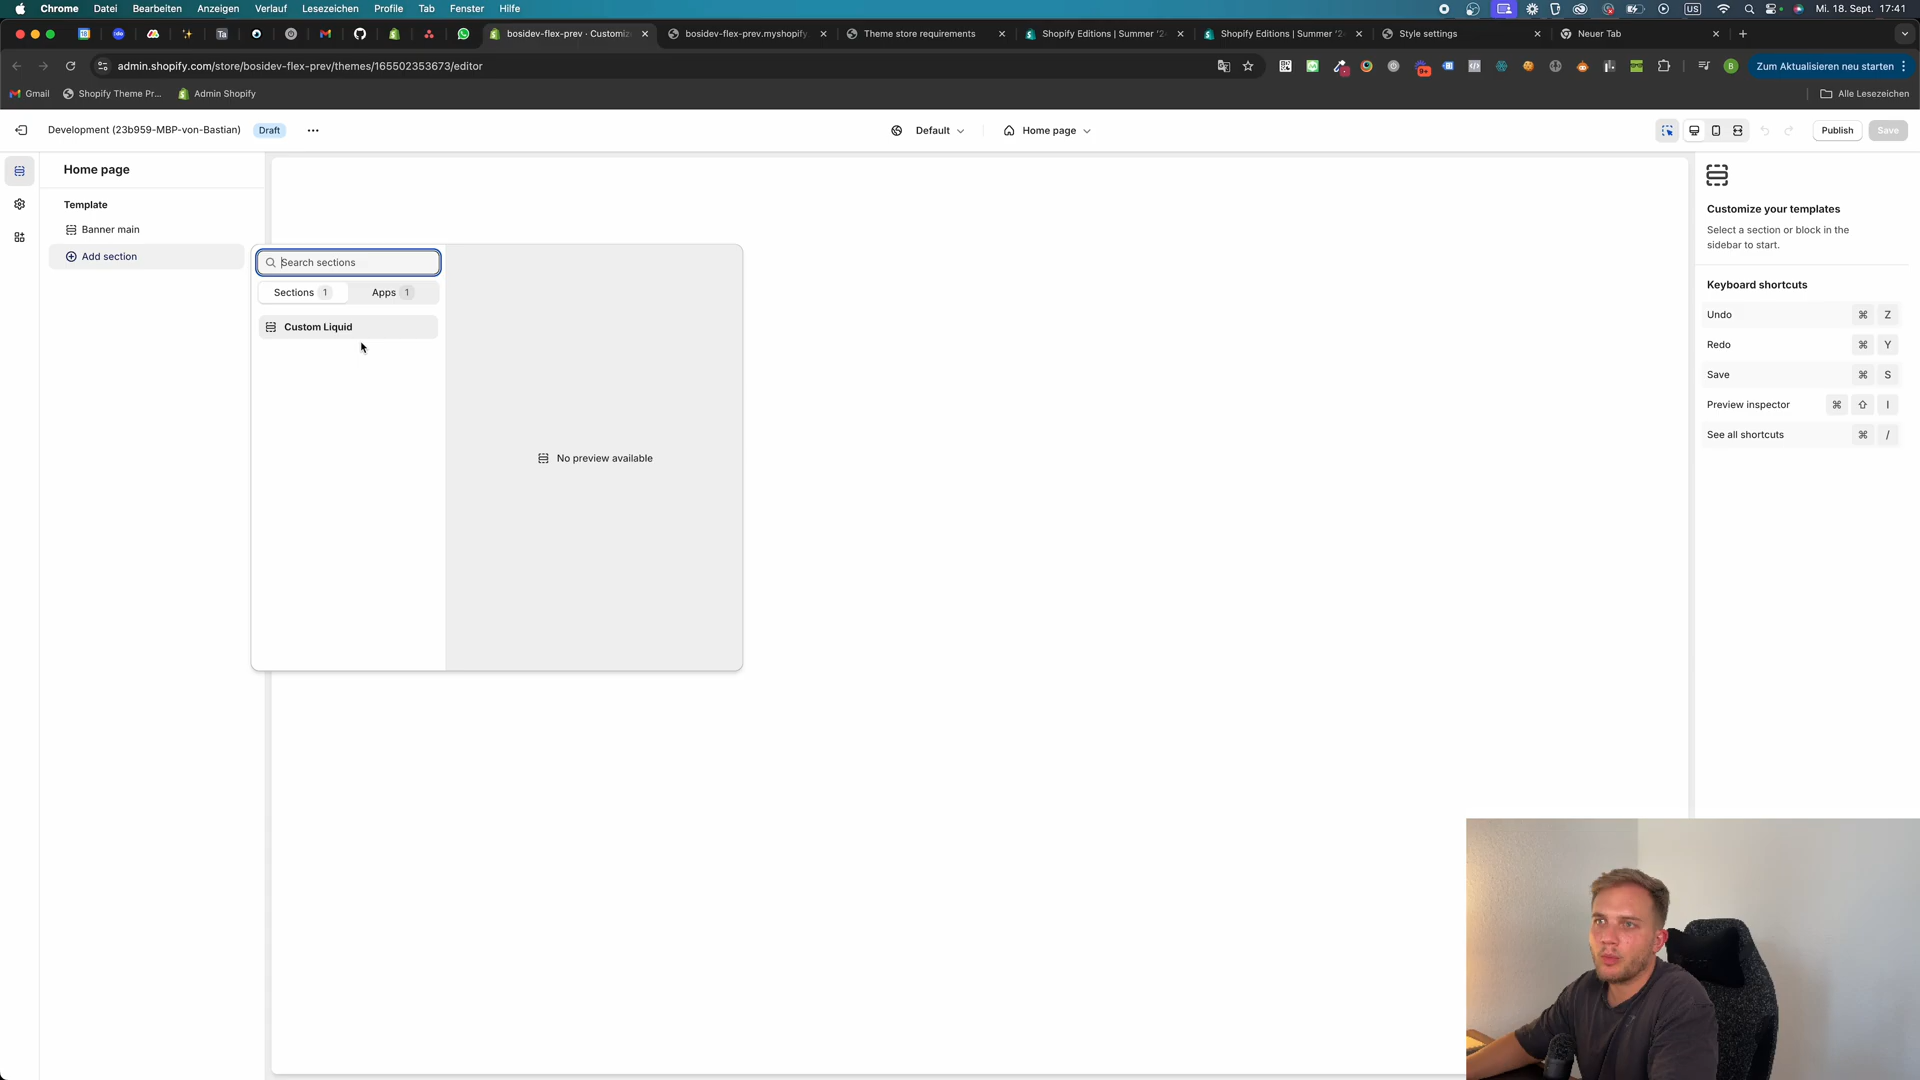 Chrome Datei Bearbeiten Anzeigen Verlauf Lesezeichen Profile Tab Fenster Hilfe US Mi. 18. Sept. 17:41
bosidev-flex-prev · Customiz bosidev-flex-prev.myshopify Theme store requirements Shopify Editions | Summer '2 Shopify Editions | Summer '2 Style settings Neuer Tab
admin.shopify.com/store/bosidev-flex-prev/themes/165502353673/editor 9+ B Zum Aktualisieren neu starten
Gmail Shopify Theme Pr... Admin Shopify Alle Lesezeichen
Development (23b959-MBP-von-Bastian) Draft Default Home page Publish Save
Home page
Template
Banner main
Add section
Search sections
Sections 1 Apps 1
Custom Liquid
No preview available
Customize your templates
Select a section or block in the
sidebar to start.
Keyboard shortcuts
Undo ⌘ Z
Redo ⌘ Y
Save ⌘ S
Preview inspector ⌘ ⇧ I
See all shortcuts ⌘ /